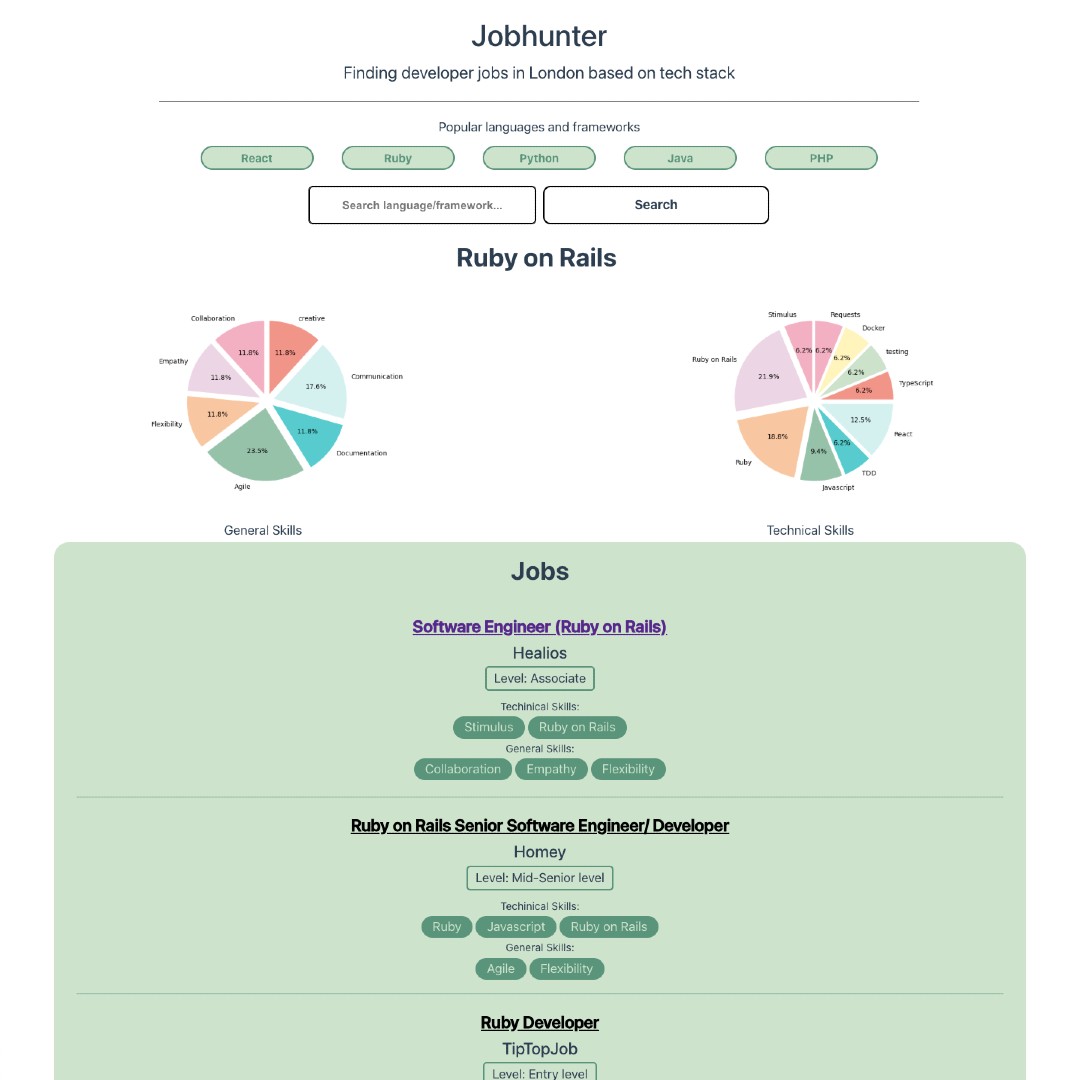 Jobhunter
Finding developer jobs in London based on tech stack
Popular languages and frameworks
React Ruby Python Java PHP
Search language/framework... Search
Ruby on Rails
Collaboration creative
11.8% 11.8%
Empathy
11.8%
Communication
17.6%
Flexibility
11.8%
11.8%
Documentation
23.5%
Agile
General Skills
Stimulus Requests
Docker
6.2% 6.2%
6.2%
testing
6.2%
Ruby on Rails
21.9%
TypeScript
6.2%
12.5%
React
18.8%
6.2%
9.4%
Ruby
TDD
Javascript
Technical Skills
Jobs
Software Engineer (Ruby on Rails)
Healios
Level: Associate
Techinical Skills:
Stimulus Ruby on Rails
General Skills:
Collaboration Empathy Flexibility
Ruby on Rails Senior Software Engineer/ Developer
Homey
Level: Mid-Senior level
Techinical Skills:
Ruby Javascript Ruby on Rails
General Skills:
Agile Flexibility
Ruby Developer
TipTopJob
Level: Entry level